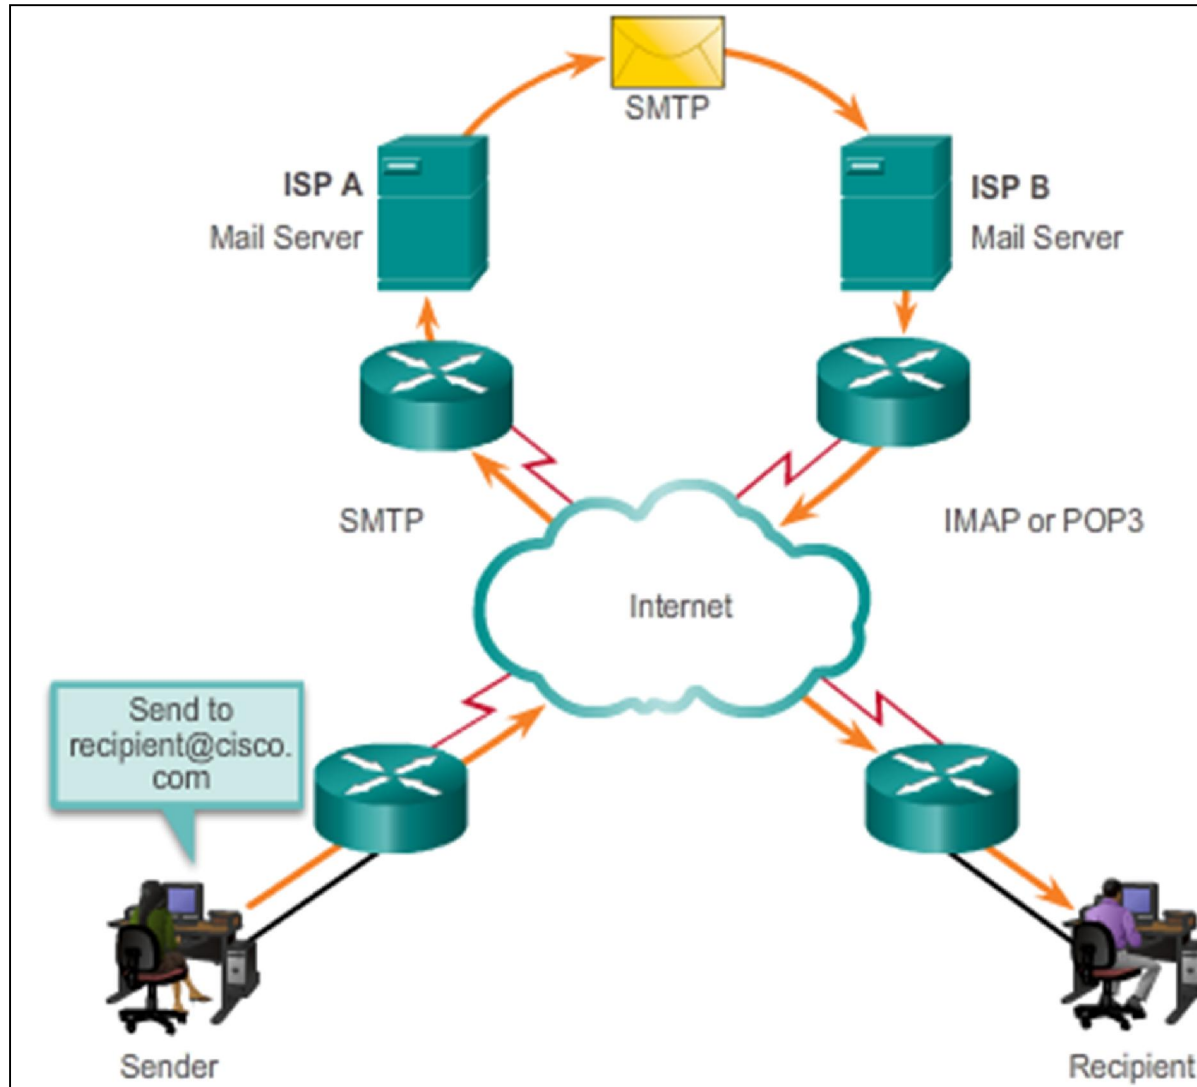 SMTP
ISP A
Mail Server
ISP B
Mail Server
SMTP
IMAP or POP3
Internet
Send to
recipient@cisco.
com
Sender
Recipient